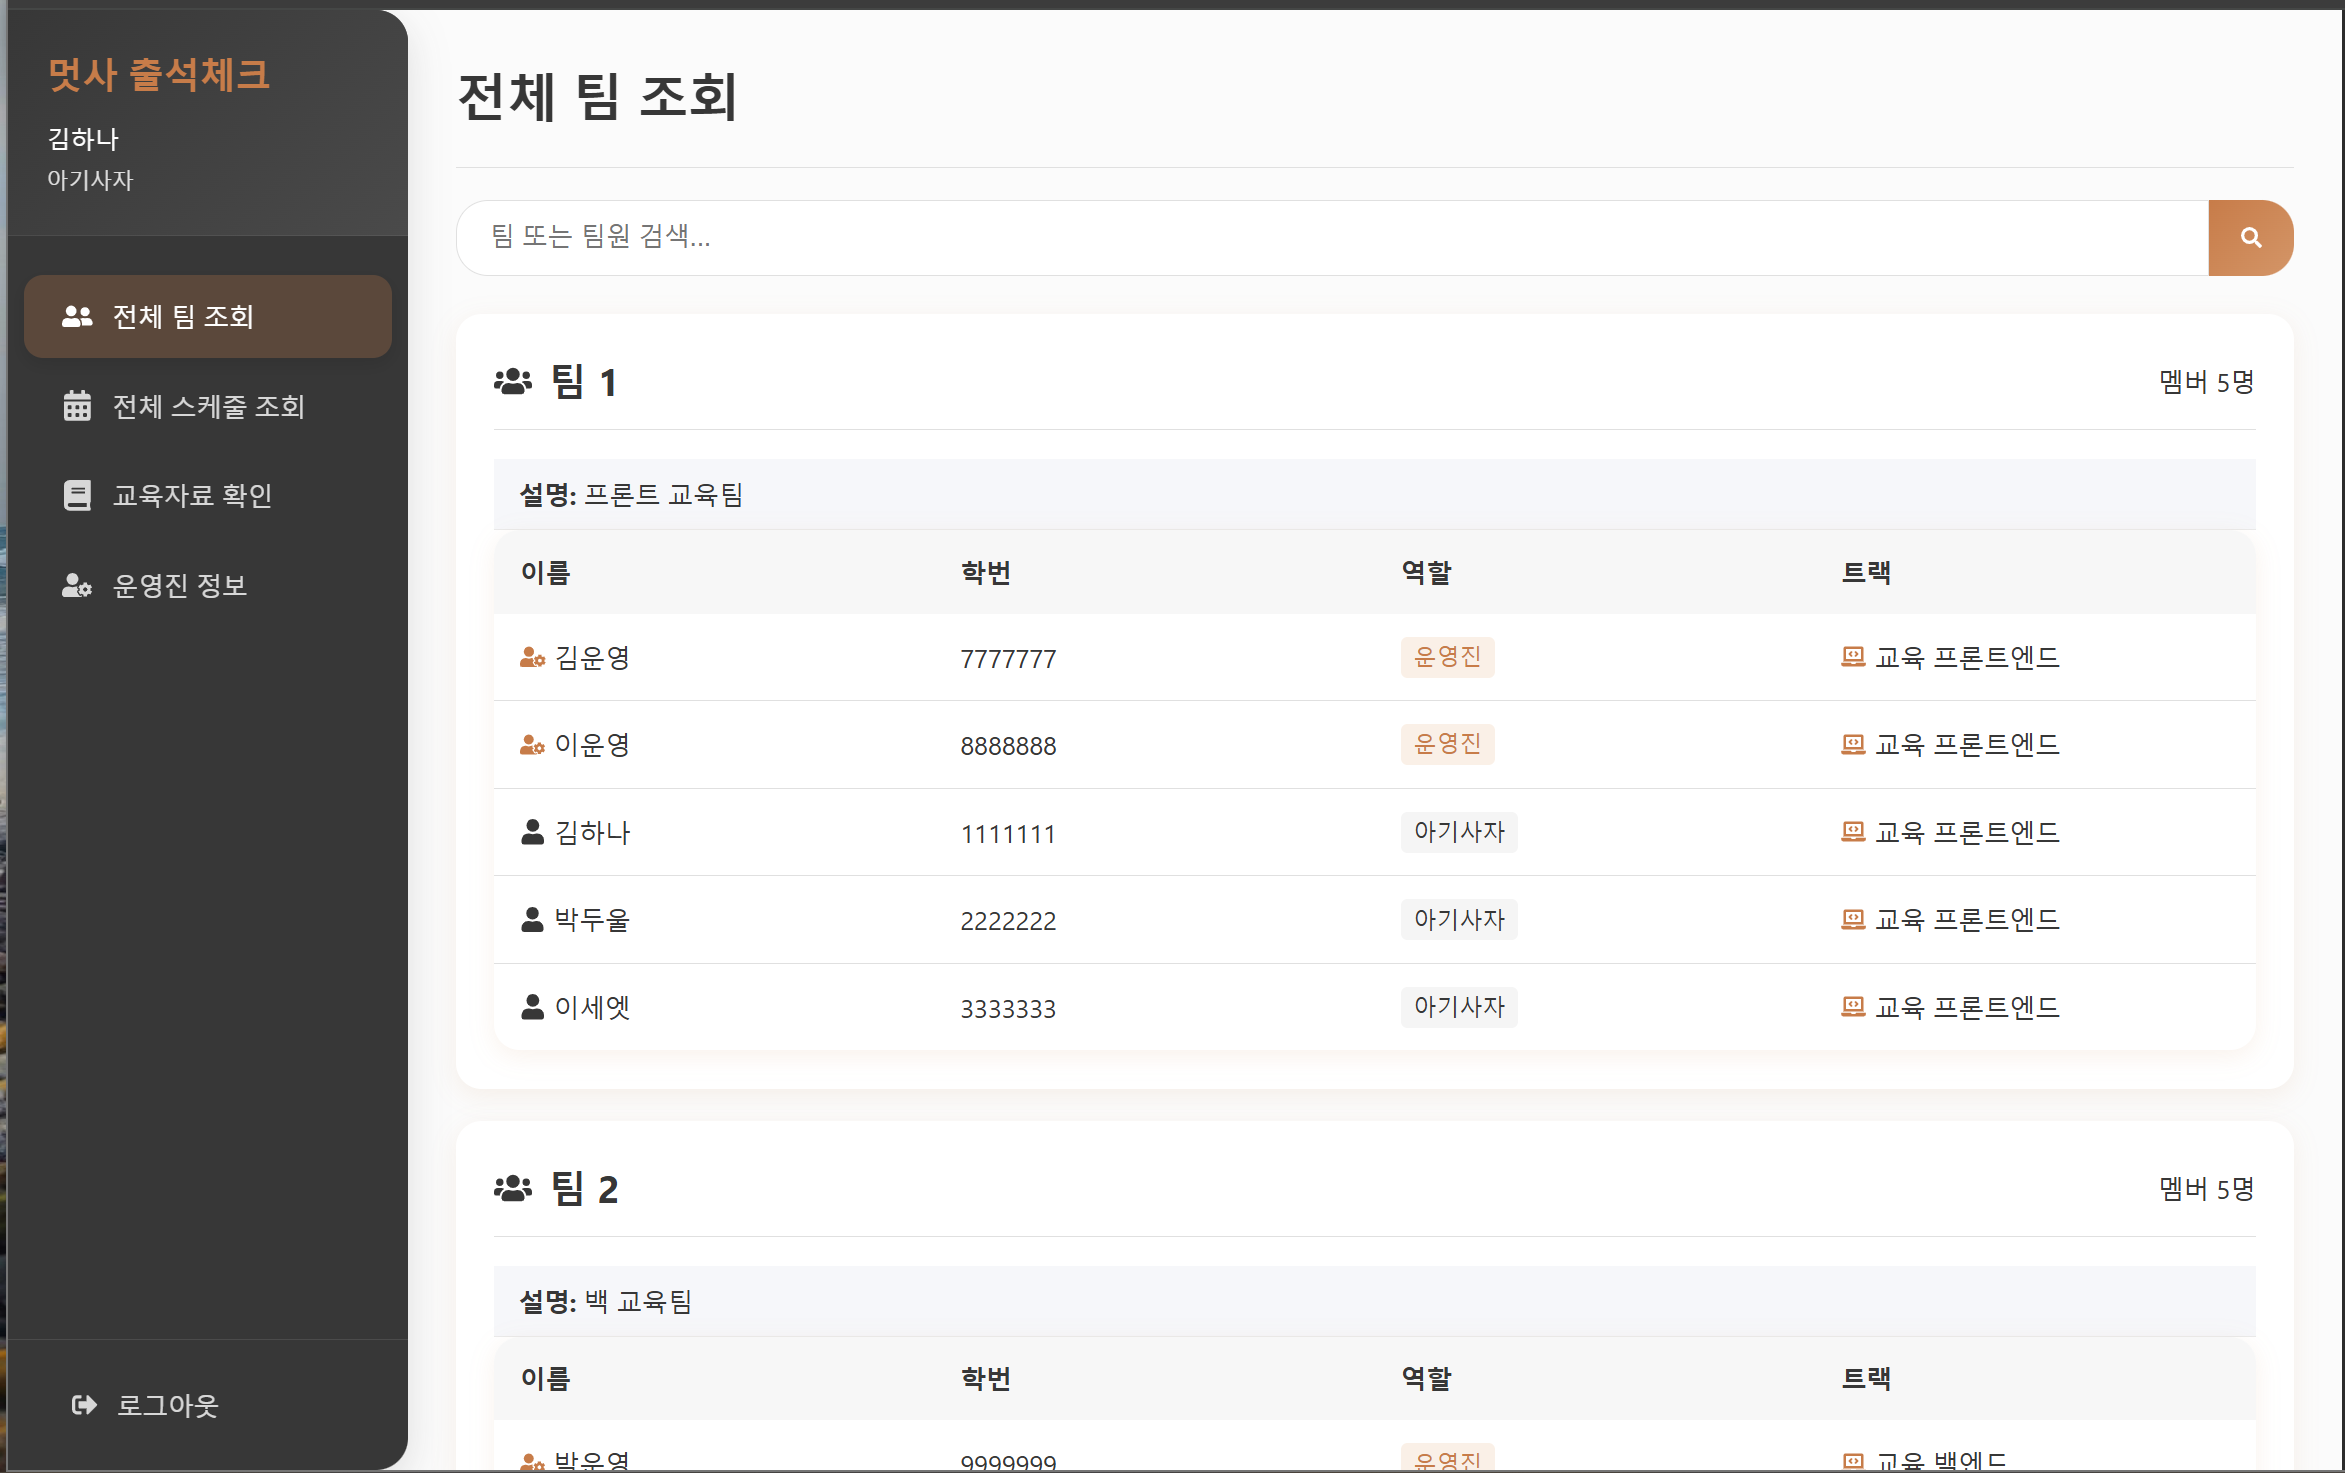 멋사 출석체크
김하나
아기사자
전체 팀 조회
전체 스케줄 조회
교육자료 확인
운영진 정보
로그아웃
전체 팀 조회
팀 또는 팀원 검색...
팀 1 멤버 5명
설명: 프론트 교육팀
이름 학번 역할 트랙
김운영 7777777 운영진 교육 프론트엔드
이운영 8888888 운영진 교육 프론트엔드
김하나 1111111 아기사자 교육 프론트엔드
박두울 2222222 아기사자 교육 프론트엔드
이세엣 3333333 아기사자 교육 프론트엔드
팀 2 멤버 5명
설명: 백 교육팀
이름 학번 역할 트랙
박운영 9999999 운영진 교육 백엔드